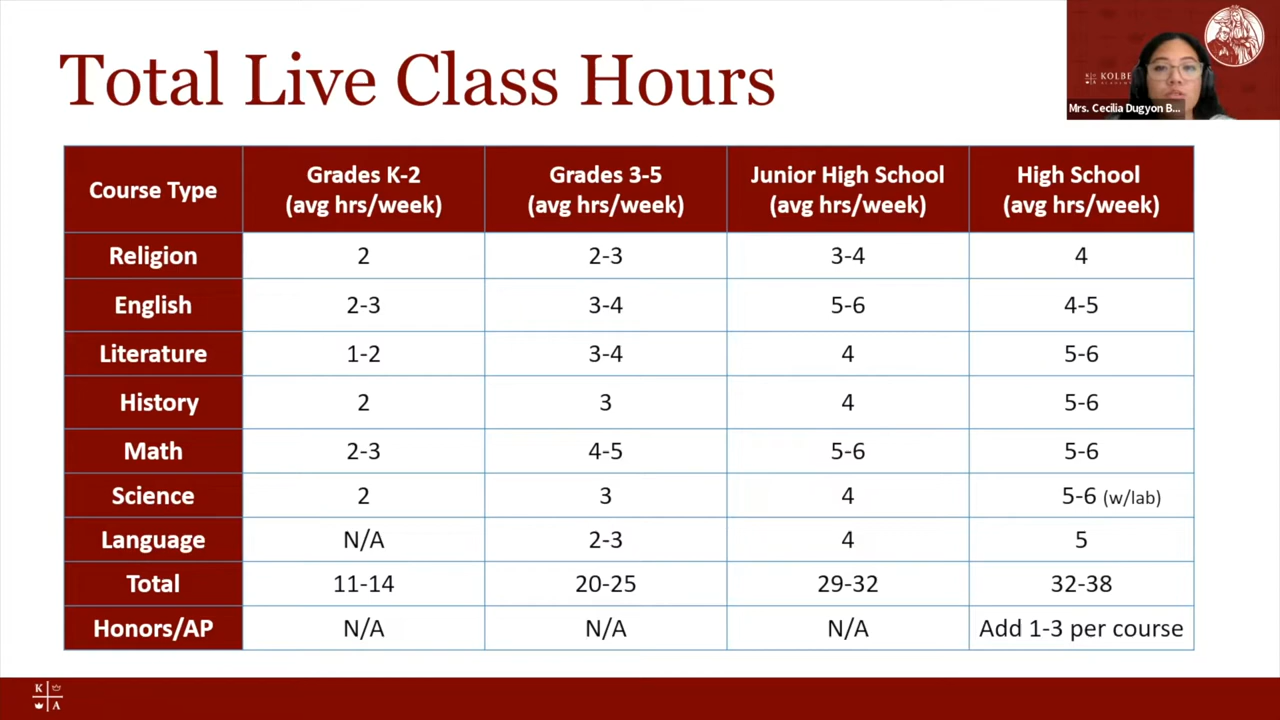 Total Live Class Hours
KOLBE
Mrs. Cecilia Dugyon B...
Course Type Grades K-2 (avg hrs/week) Grades 3-5 (avg hrs/week) Junior High School (avg hrs/week) High School (avg hrs/week)
Religion 2 2-3 3-4 4
English 2-3 3-4 5-6 4-5
Literature 1-2 3-4 4 5-6
History 2 3 4 5-6
Math 2-3 4-5 5-6 5-6
Science 2 3 4 5-6 (w/lab)
Language N/A 2-3 4 5
Total 11-14 20-25 29-32 32-38
Honors/AP N/A N/A N/A Add 1-3 per course
K
A